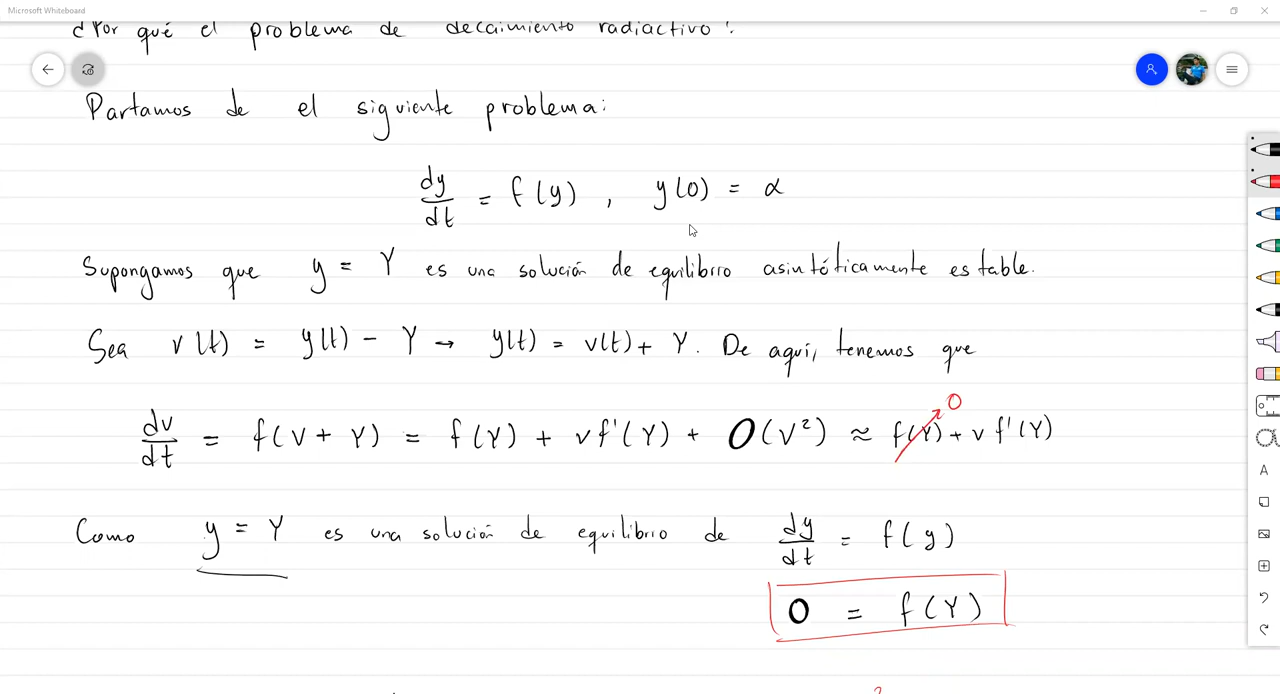 Microsoft Whiteboard
¿Por qué el problema de decaimiento radiactivo?
Partamos de el siguiente problema:
dy/dt = f(y), y(0) = α
Supongamos que y = Y es una solución de equilibrio asintóticamente estable.
Sea v(t) = y(t) - Y → y(t) = v(t) + Y. De aquí, tenemos que
dv/dt = f(v + Y) = f(Y) + v f'(Y) + O(v²) ≈ f(Y) + v f'(Y)
0
Como y = Y es una solución de equilibrio de dy/dt = f(y)
0 = f(Y)